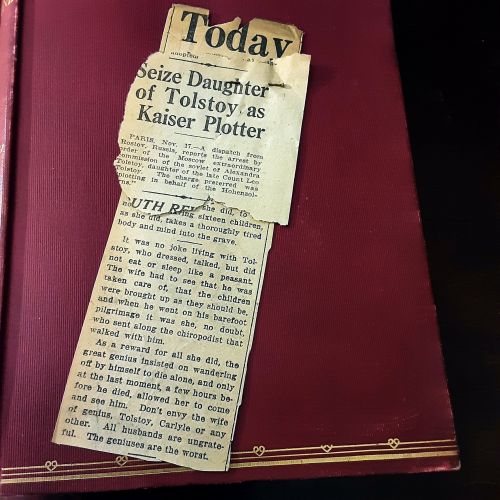 Today
Seize Daughter
of Tolstoy as
Kaiser Plotter
PARIS, Nov. 27.—A dispatch from
Rostov, Russia, reports the arrest by
order of the Moscow extraordinary
commission of the soviet of Alexandra
Tolstoy, daughter of the late Count Leo
Tolstoy. The charge preferred was
plotting in behalf of the Hohenzol-
rns."
UTH RE
she did, to-
ing sixteen children,
as she did, takes a thoroughly tired
body and mind into the grave.
It was no joke living with Tol-
stoy, who dressed, talked, but did
not eat or sleep like a peasant.
The wife had to see that he was
taken care of, that the children
were brought up as they should be,
and when he went on his barefoot
pilgrimage it was she, no doubt,
who sent along the chiropodist that
walked with him.
As a reward for all she did, the
great genius insisted on wandering
off by himself to die alone, and only
at the last moment, a few hours be-
fore he died, allowed her to come
and see him. Don't envy the wife
of genius, Tolstoy, Carlyle or any
other. All husbands are ungrate-
ful. The geniuses are the worst.